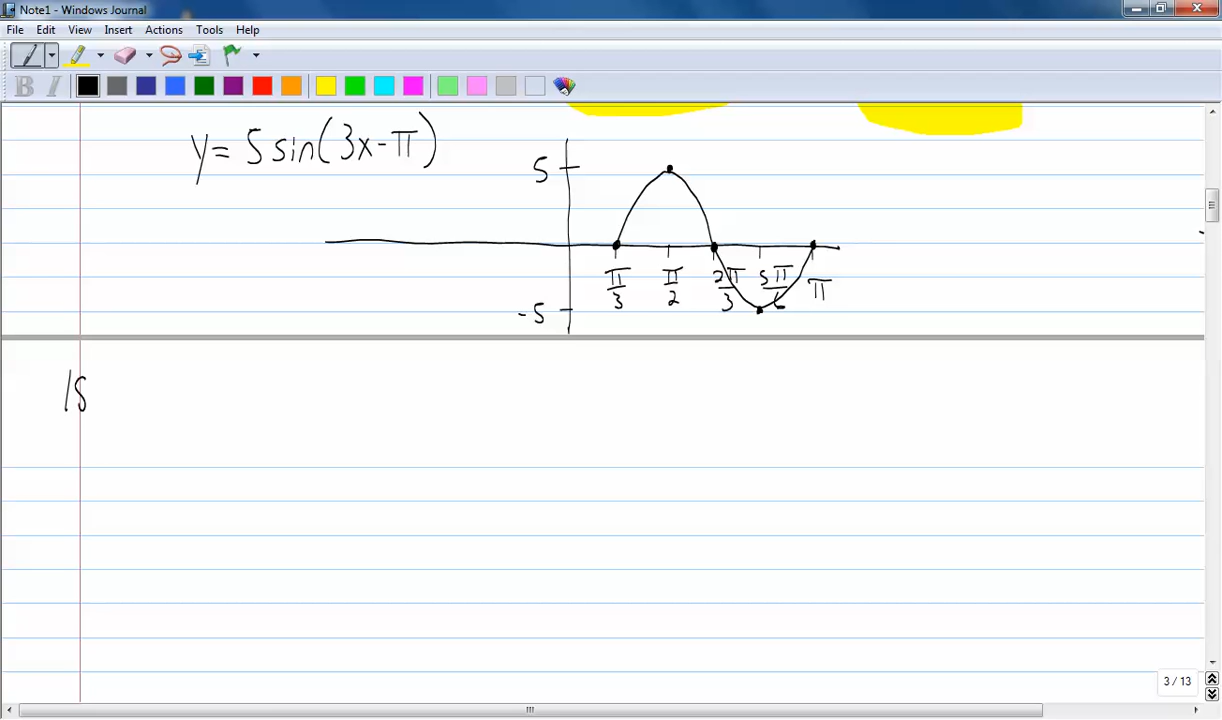 Note1 - Windows Journal
File Edit View Insert Actions Tools Help
B I
y = 5 sin(3x-π)
5
π/3 π/2 2π/3 5π/6 π
-5
18
3 / 13